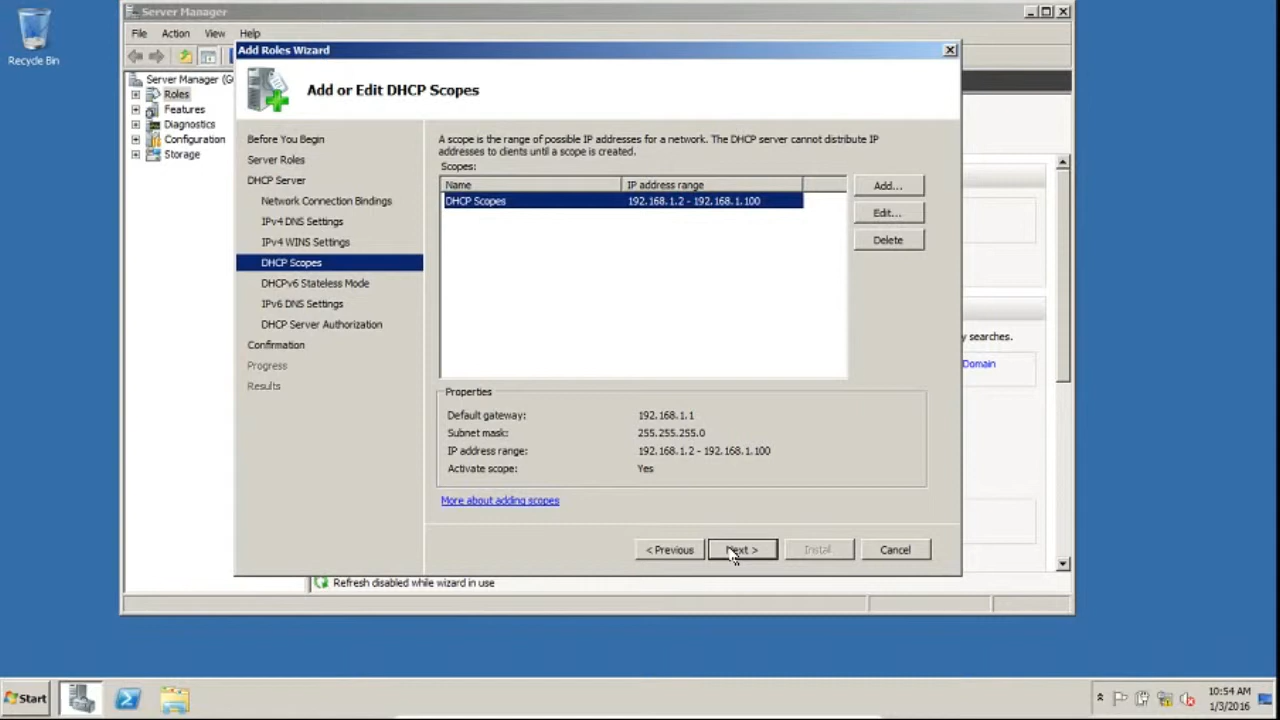 Recycle Bin
Server Manager
File Action View Help
Server Manager (G
Roles
Features
Diagnostics
Configuration
Storage
Add Roles Wizard
Add or Edit DHCP Scopes
Before You Begin
Server Roles
DHCP Server
Network Connection Bindings
IPv4 DNS Settings
IPv4 WINS Settings
DHCP Scopes
DHCPv6 Stateless Mode
IPv6 DNS Settings
DHCP Server Authorization
Confirmation
Progress
Results
A scope is the range of possible IP addresses for a network. The DHCP server cannot distribute IP
addresses to clients until a scope is created.
Scopes:
Name IP address range
DHCP Scopes 192.168.1.2 - 192.168.1.100
Add...
Edit...
Delete
Properties
Default gateway: 192.168.1.1
Subnet mask: 255.255.255.0
IP address range: 192.168.1.2 - 192.168.1.100
Activate scope: Yes
More about adding scopes
< Previous Next > Install Cancel
y searches.
Domain
Refresh disabled while wizard in use
Start
10:54 AM
1/3/2016